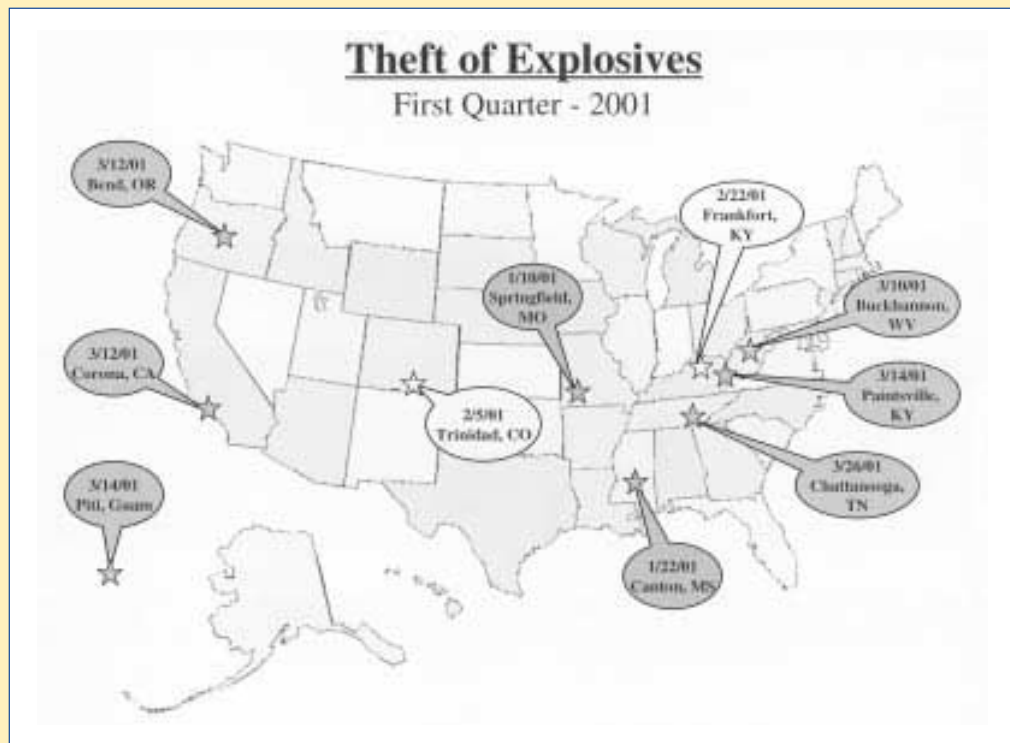 Theft of Explosives
First Quarter - 2001
3/12/01
Bend, OR
2/22/01
Frankfort,
KY
1/10/01
Springfield,
MO
3/10/01
Buckhannon,
WY
3/12/01
Corona, CA
3/14/01
Paintsville,
KY
2/5/01
Trinidad, CO
3/14/01
Piti, Guam
3/26/01
Chattanooga,
TN
1/22/01
Canton, MS